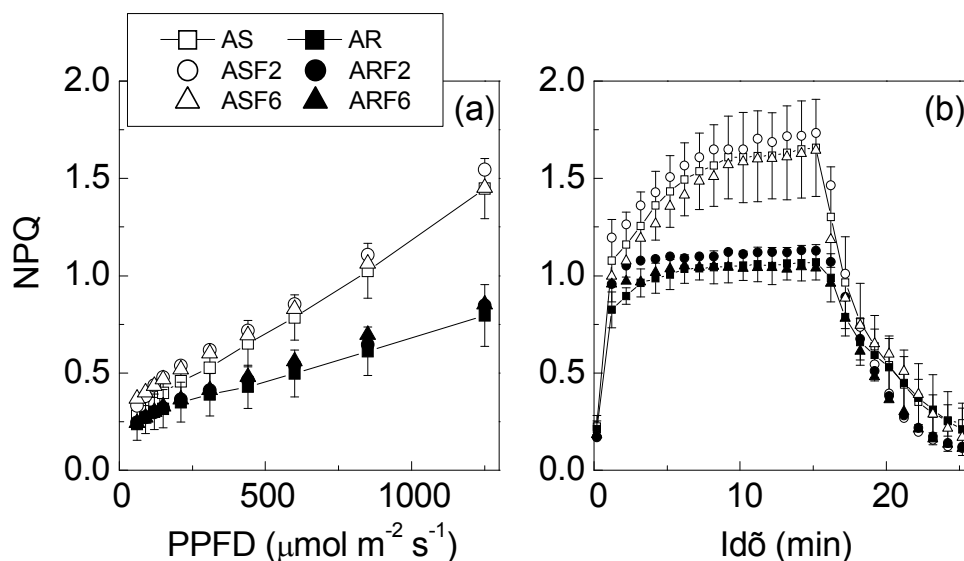 AS AR
ASF2 ARF2
ASF6 ARF6
(a)
(b)
2.0
1.5
1.0
0.5
0.0
NPQ
0 500 1000
PPFD (μmol m⁻² s⁻¹)
2.0
1.5
1.0
0.5
0.0
0 10 20
Idõ (min)